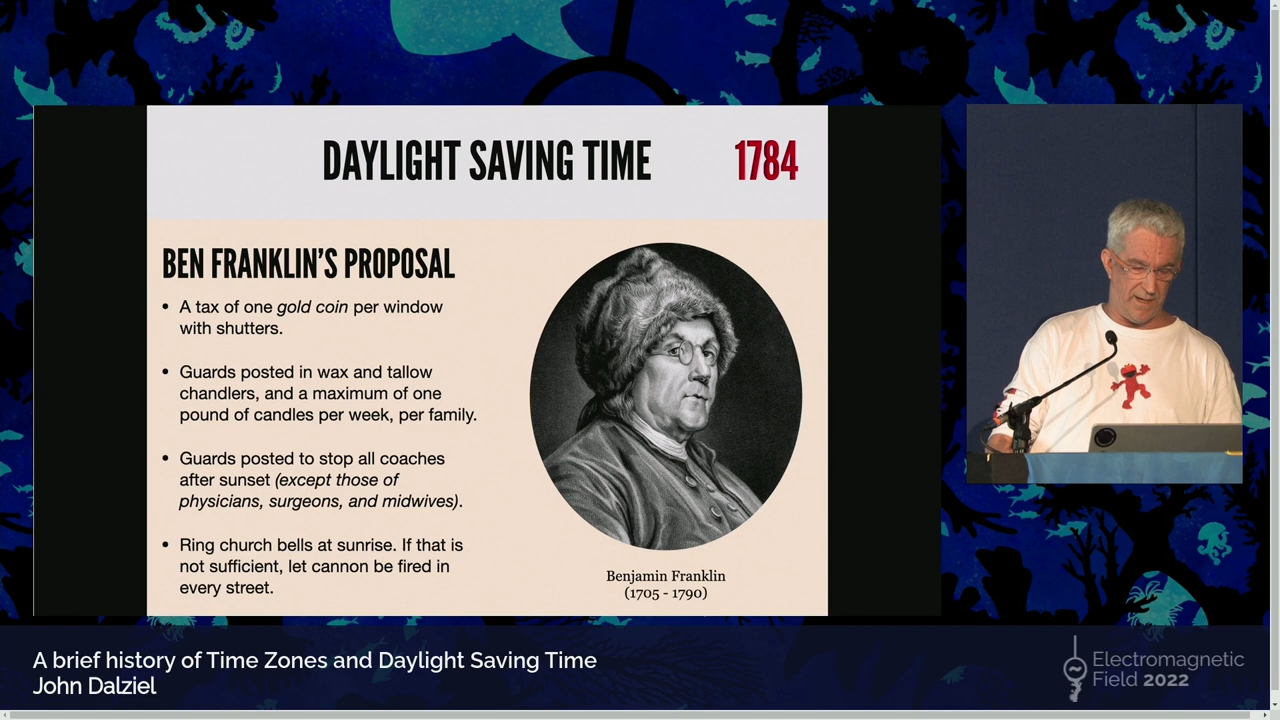 DAYLIGHT SAVING TIME
1784
BEN FRANKLIN'S PROPOSAL
• A tax of one gold coin per window
with shutters.
• Guards posted in wax and tallow
chandlers, and a maximum of one
pound of candles per week, per family.
• Guards posted to stop all coaches
after sunset (except those of
physicians, surgeons, and midwives).
• Ring church bells at sunrise. If that is
not sufficient, let cannon be fired in
every street.
Benjamin Franklin
(1705 - 1790)
A brief history of Time Zones and Daylight Saving Time
John Dalziel
Electromagnetic
Field 2022